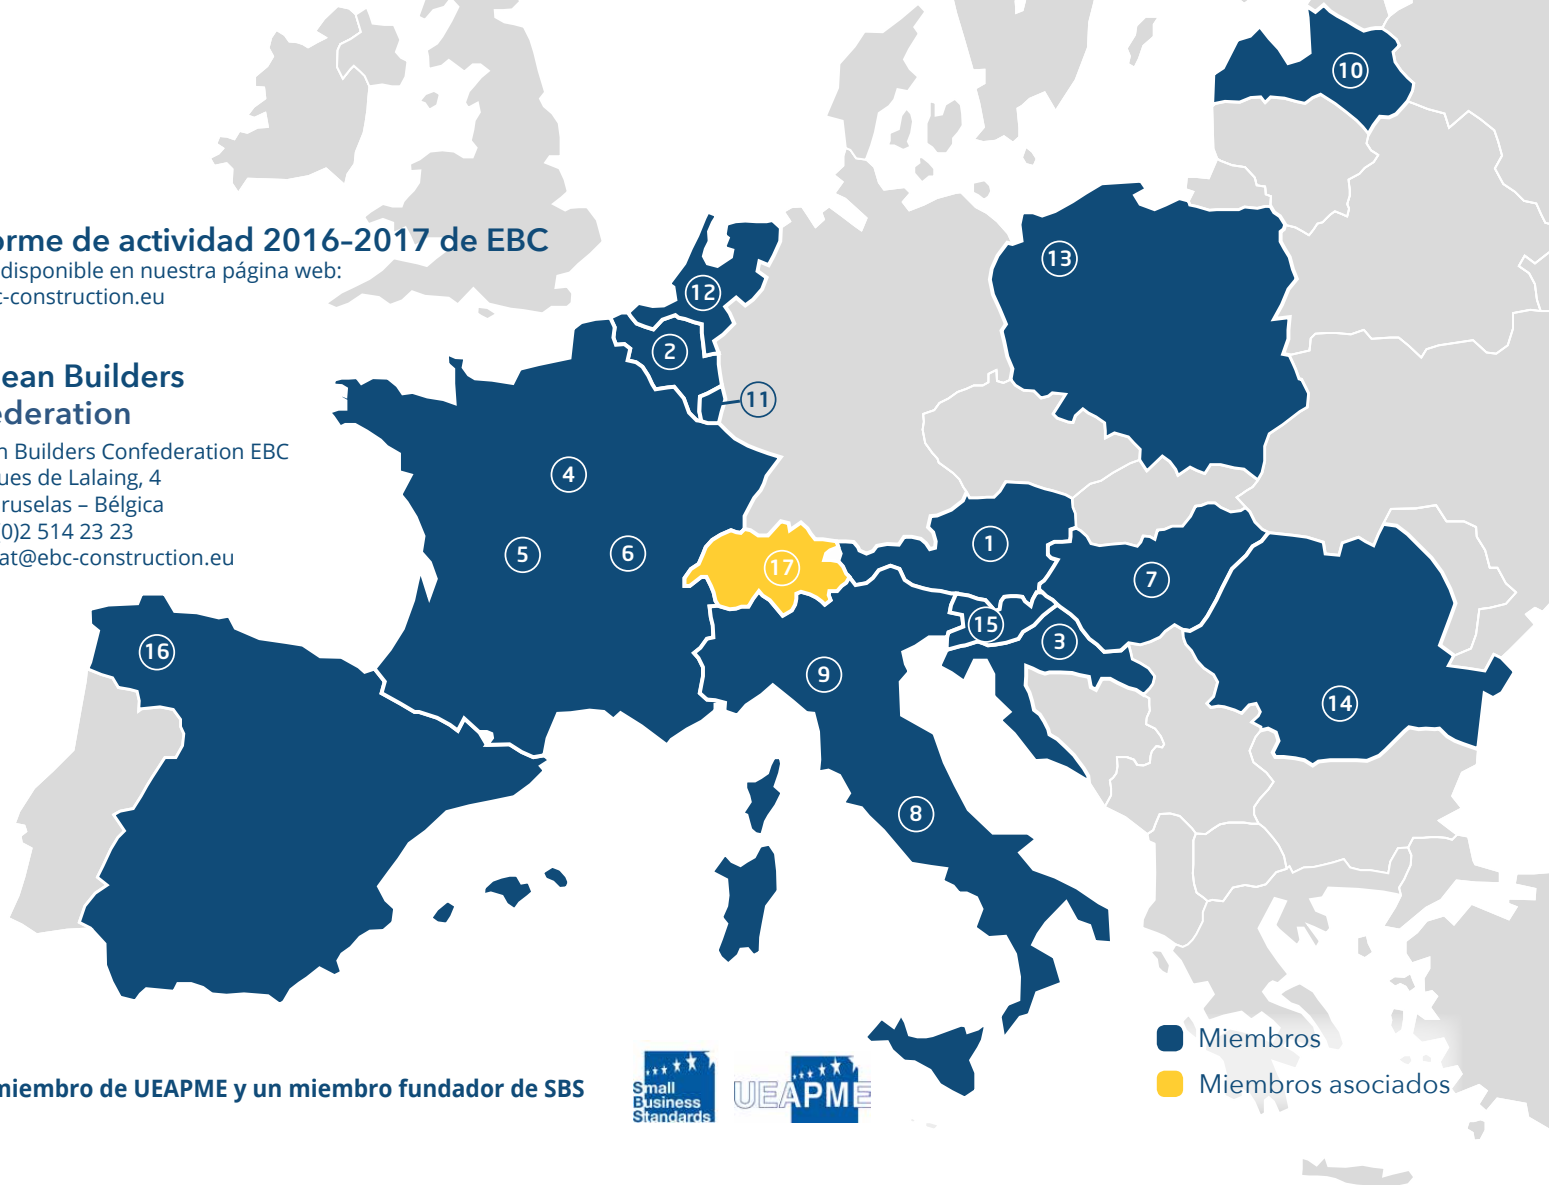 orme de actividad 2016-2017 de EBC
disponible en nuestra página web:
c-construction.eu
ean Builders
ederation
n Builders Confederation EBC
ues de Lalaing, 4
ruselas – Bélgica
(0)2 514 23 23
at@ebc-construction.eu
10
13
12
2
11
4
5
6
17
1
7
15
3
16
9
14
8
Miembros
Miembros asociados
miembro de UEAPME y un miembro fundador de SBS
Small
Business
Standards
UEAPME